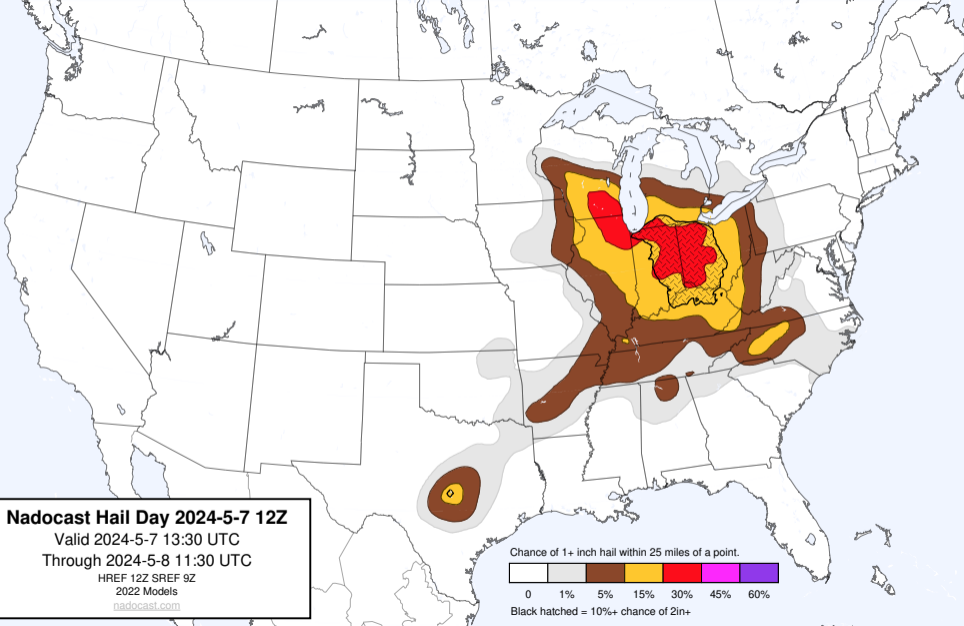 Nadocast Hail Day 2024-5-7 12Z
Valid 2024-5-7 13:30 UTC
Through 2024-5-8 11:30 UTC
HREF 12Z SREF 9Z
2022 Models
nadocast.com
Chance of 1+ inch hail within 25 miles of a point.
0 1% 5% 15% 30% 45% 60%
Black hatched = 10%+ chance of 2in+